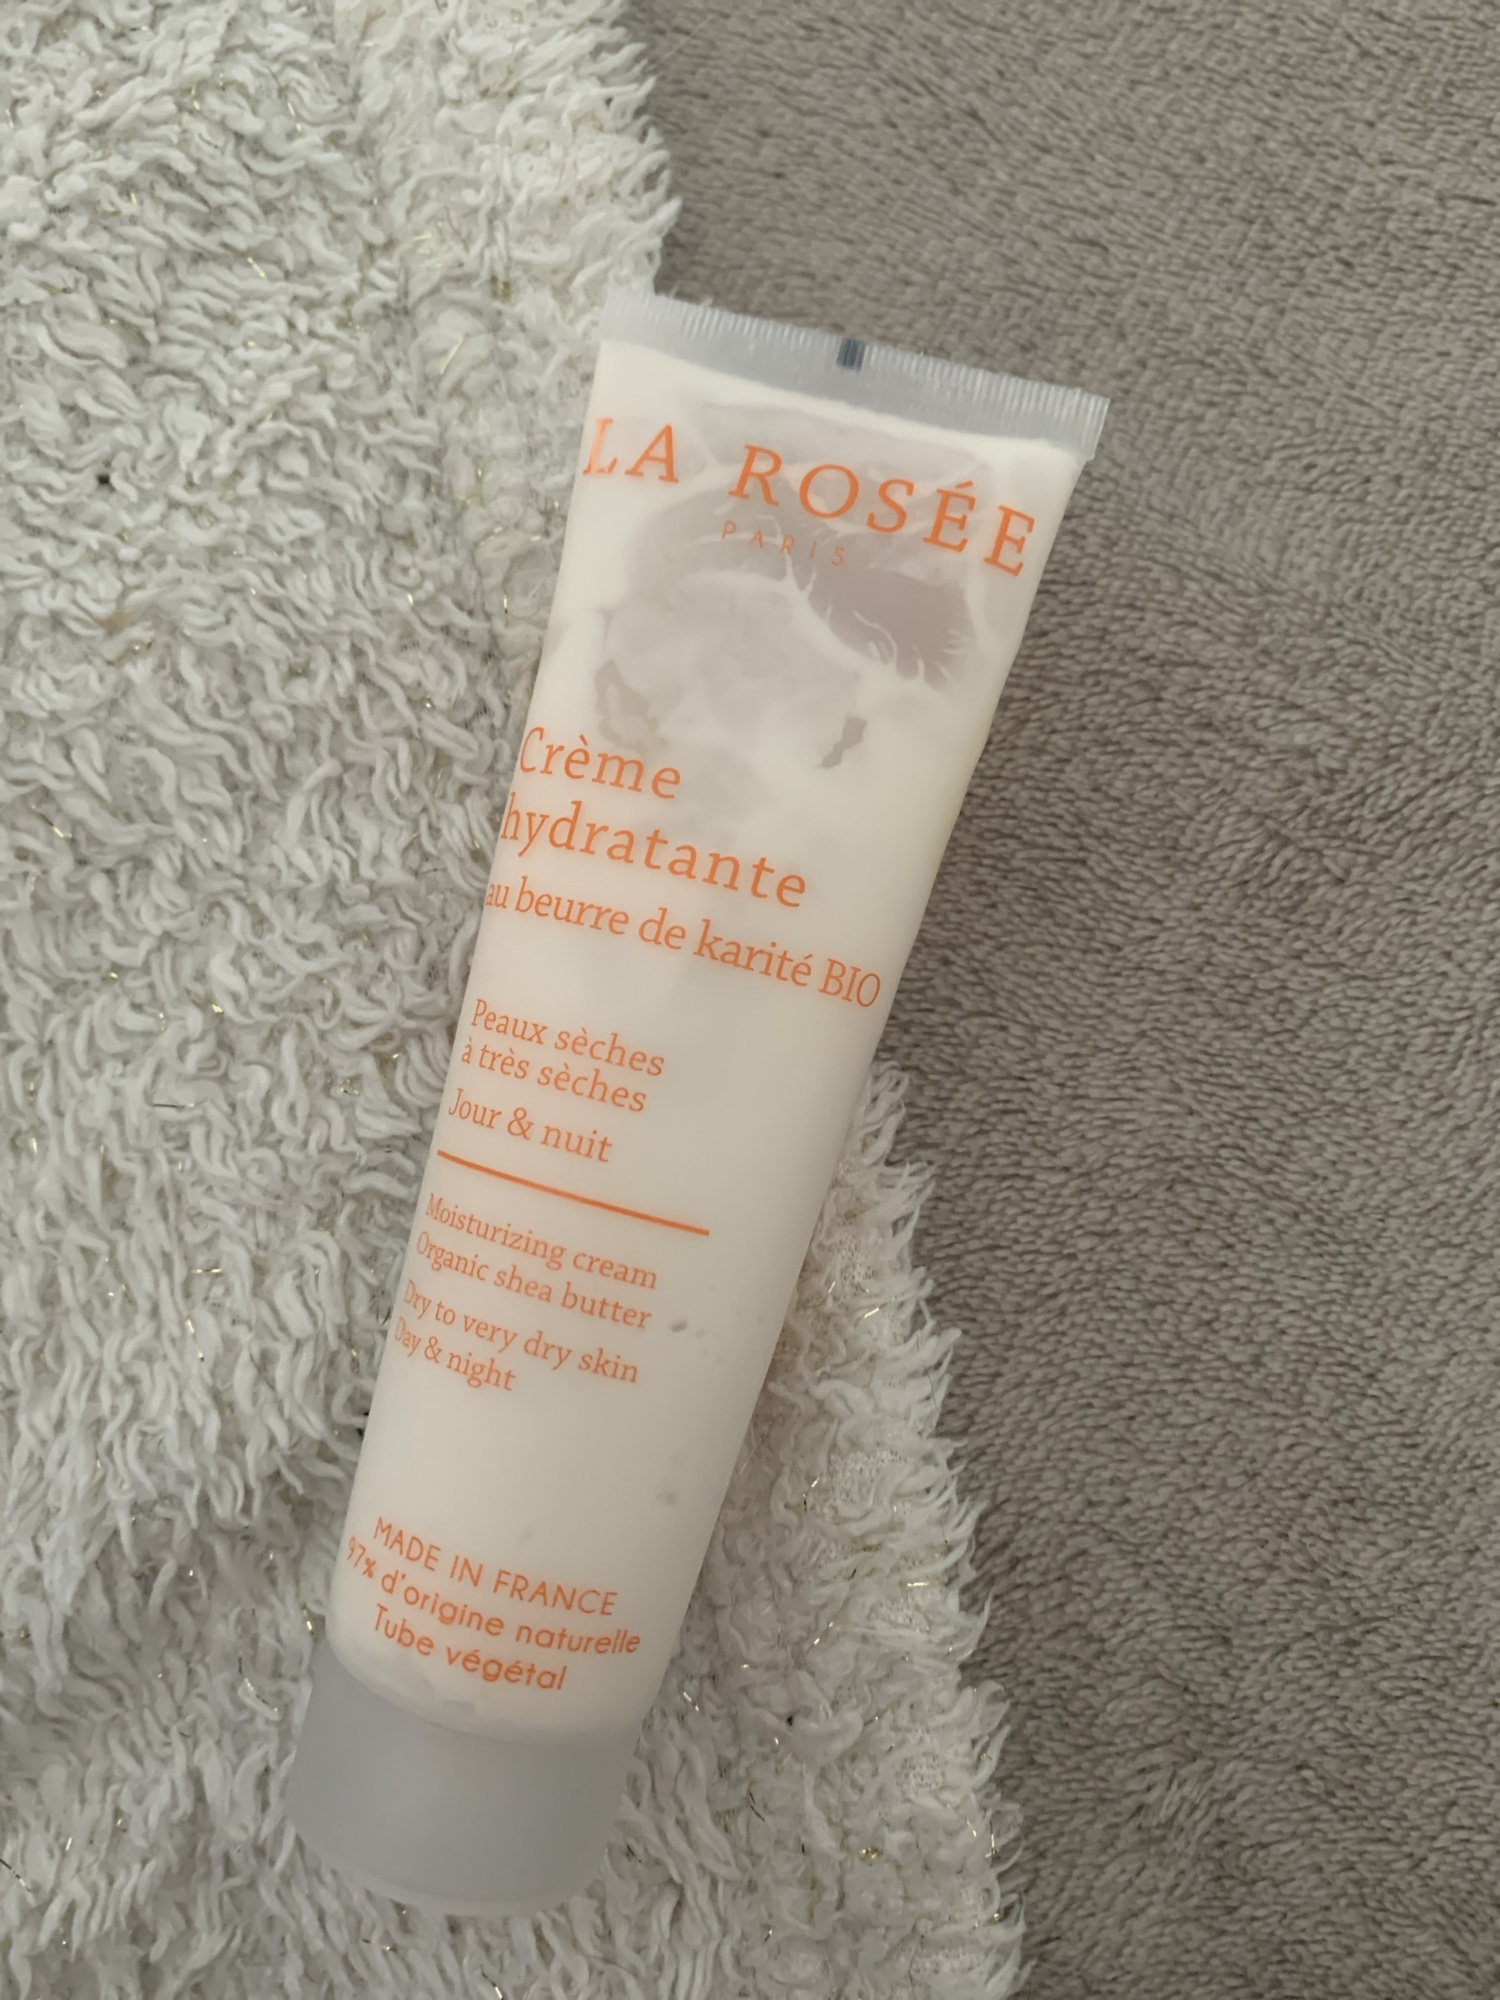 LA ROSÉE
PARIS
Crème
hydratante
au beurre de karité BIO
Peaux sèches
à très sèches
Jour & nuit
Moisturizing cream
Organic shea butter
Dry to very dry skin
Day & night
MADE IN FRANCE
97% d'origine naturelle
Tube végétal